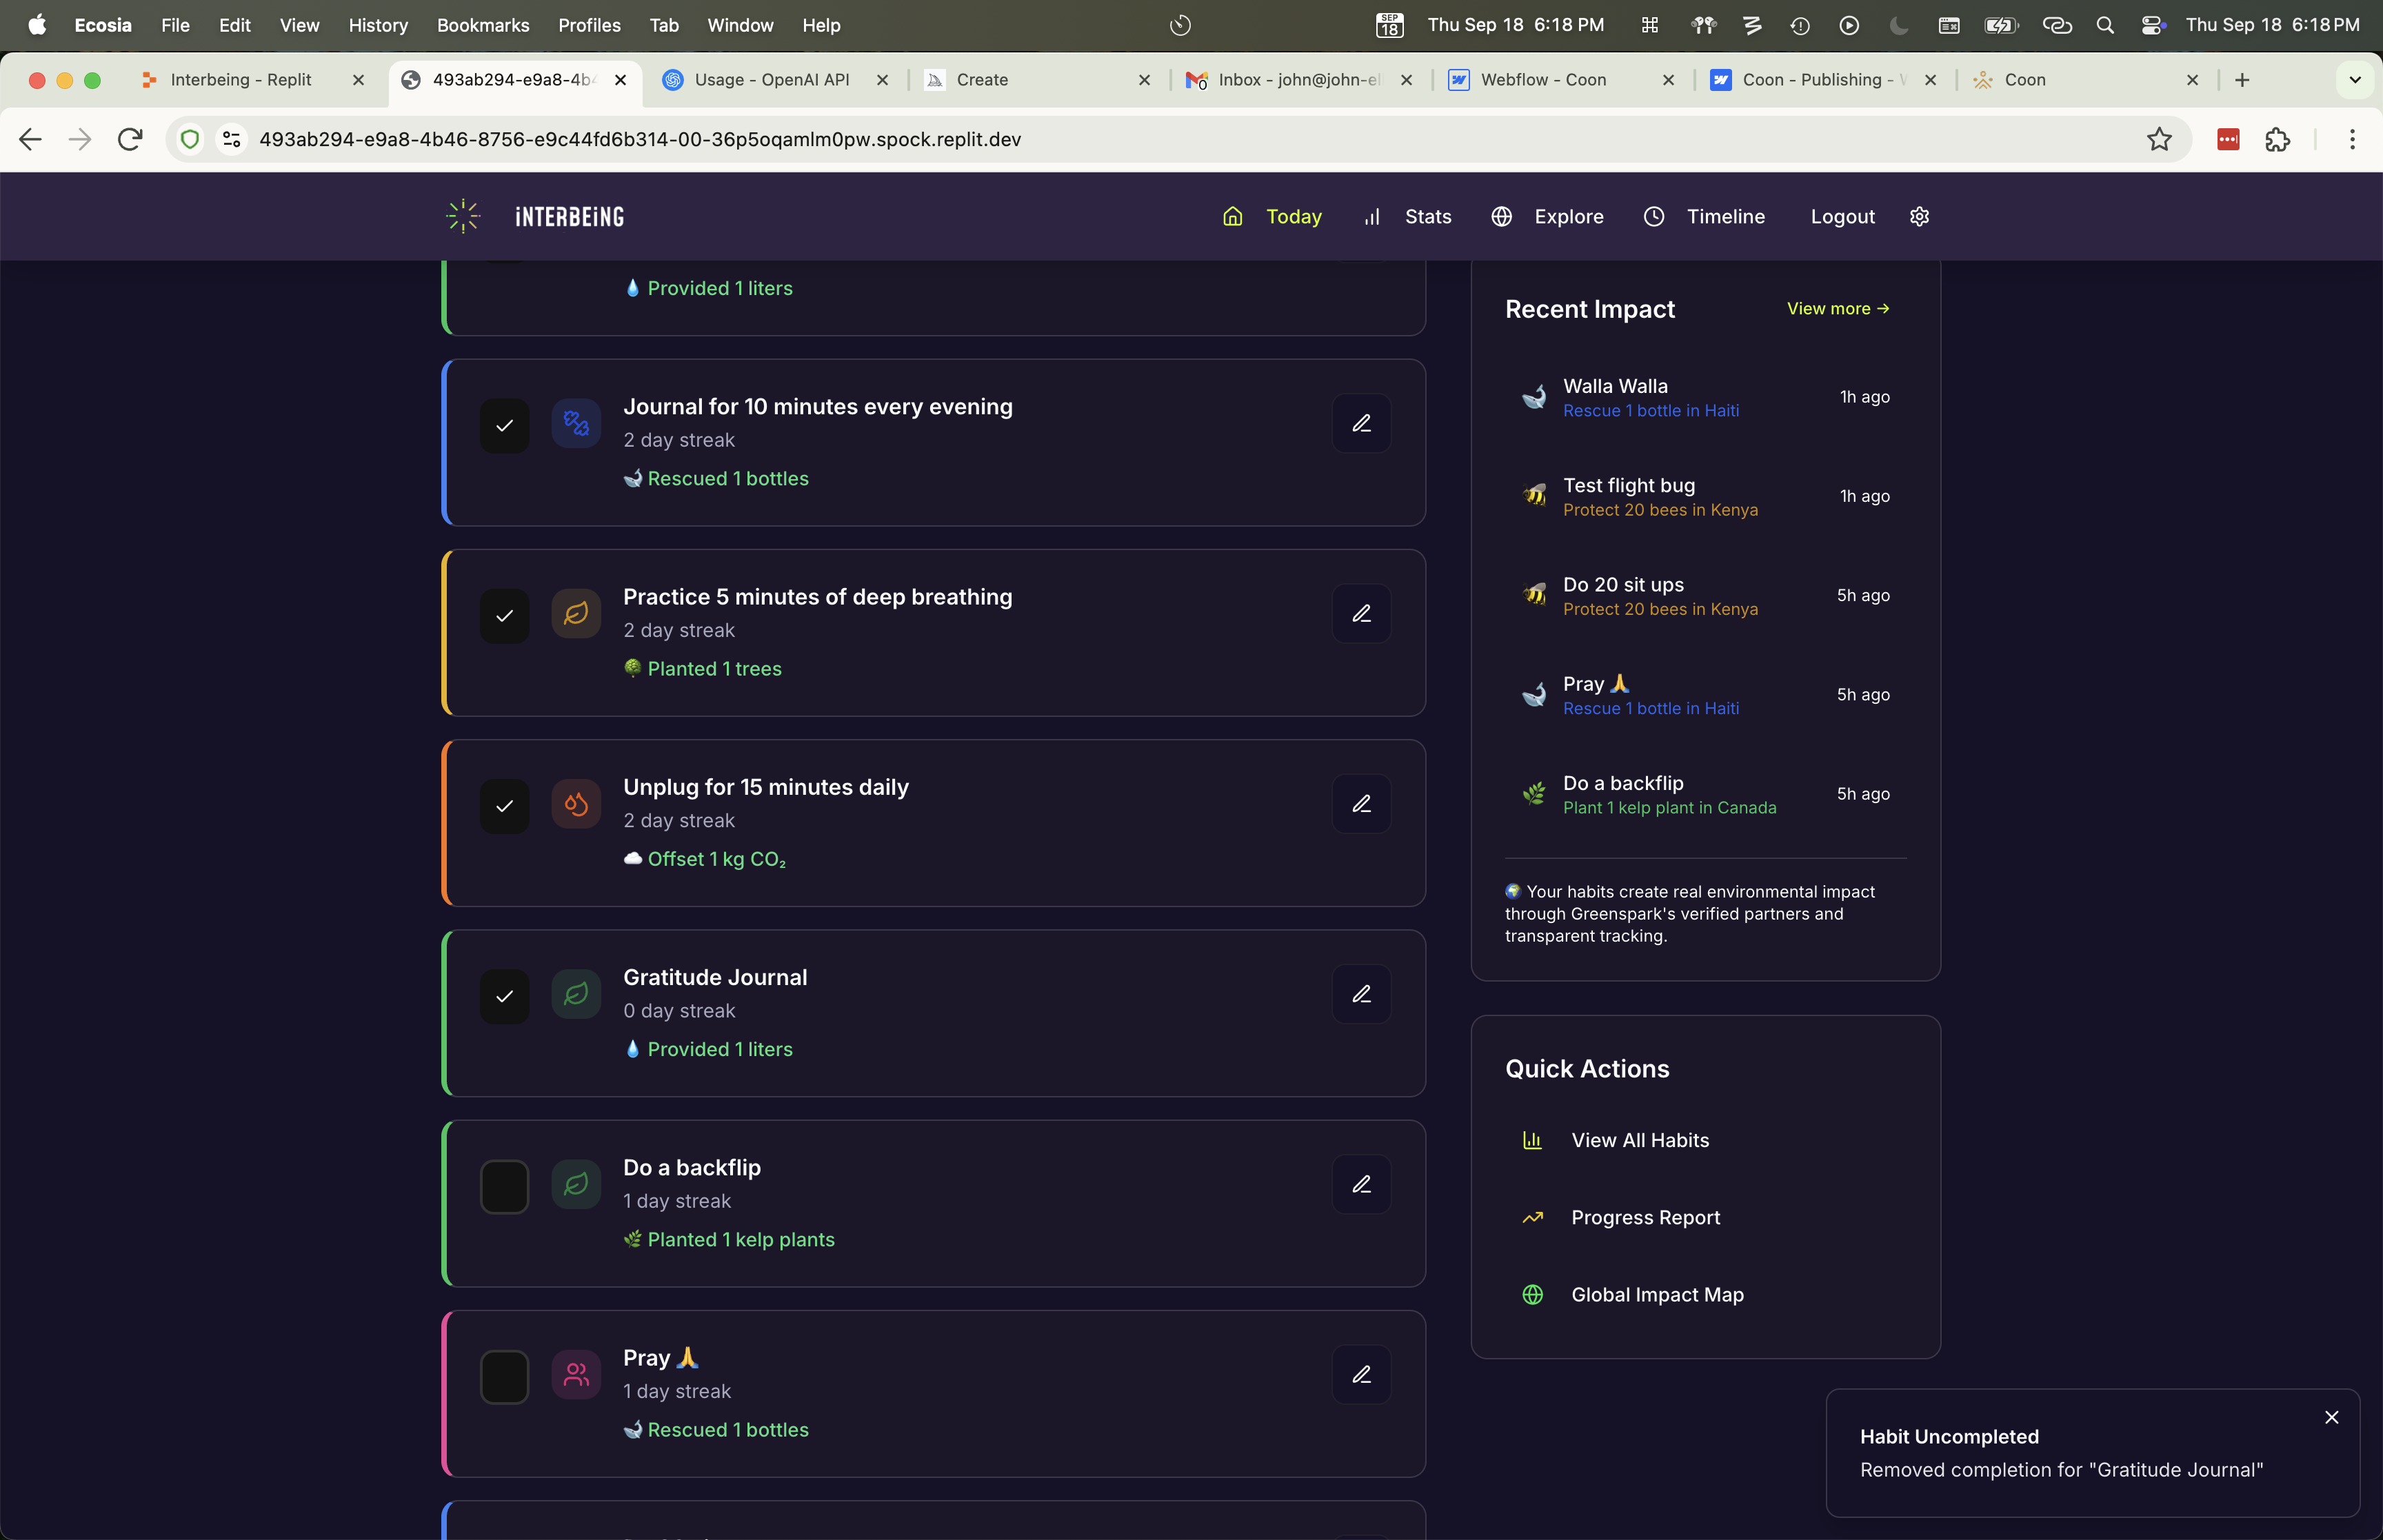 Ecosia File Edit View History Bookmarks Profiles Tab Window Help SEP 18 Thu Sep 18 6:18 PM Thu Sep 18 6:18 PM
Interbeing - Replit 493ab294-e9a8-4b4 Usage - OpenAI API Create Inbox - john@john-el Webflow - Coon Coon - Publishing - Coon
493ab294-e9a8-4b46-8756-e9c44fd6b314-00-36p5oqamlm0pw.spock.replit.dev
iNTERBEiNG Today Stats Explore Timeline Logout
💧 Provided 1 liters
Journal for 10 minutes every evening
2 day streak
🐳 Rescued 1 bottles
Practice 5 minutes of deep breathing
2 day streak
🌳 Planted 1 trees
Unplug for 15 minutes daily
2 day streak
☁️ Offset 1 kg CO₂
Gratitude Journal
0 day streak
💧 Provided 1 liters
Do a backflip
1 day streak
🌿 Planted 1 kelp plants
Pray 🙏
1 day streak
🐳 Rescued 1 bottles
Recent Impact View more →
Walla Walla
Rescue 1 bottle in Haiti
1h ago
Test flight bug
Protect 20 bees in Kenya
1h ago
Do 20 sit ups
Protect 20 bees in Kenya
5h ago
Pray 🙏
Rescue 1 bottle in Haiti
5h ago
Do a backflip
Plant 1 kelp plant in Canada
5h ago
🌍 Your habits create real environmental impact
through Greenspark's verified partners and
transparent tracking.
Quick Actions
View All Habits
Progress Report
Global Impact Map
Habit Uncompleted
Removed completion for "Gratitude Journal"